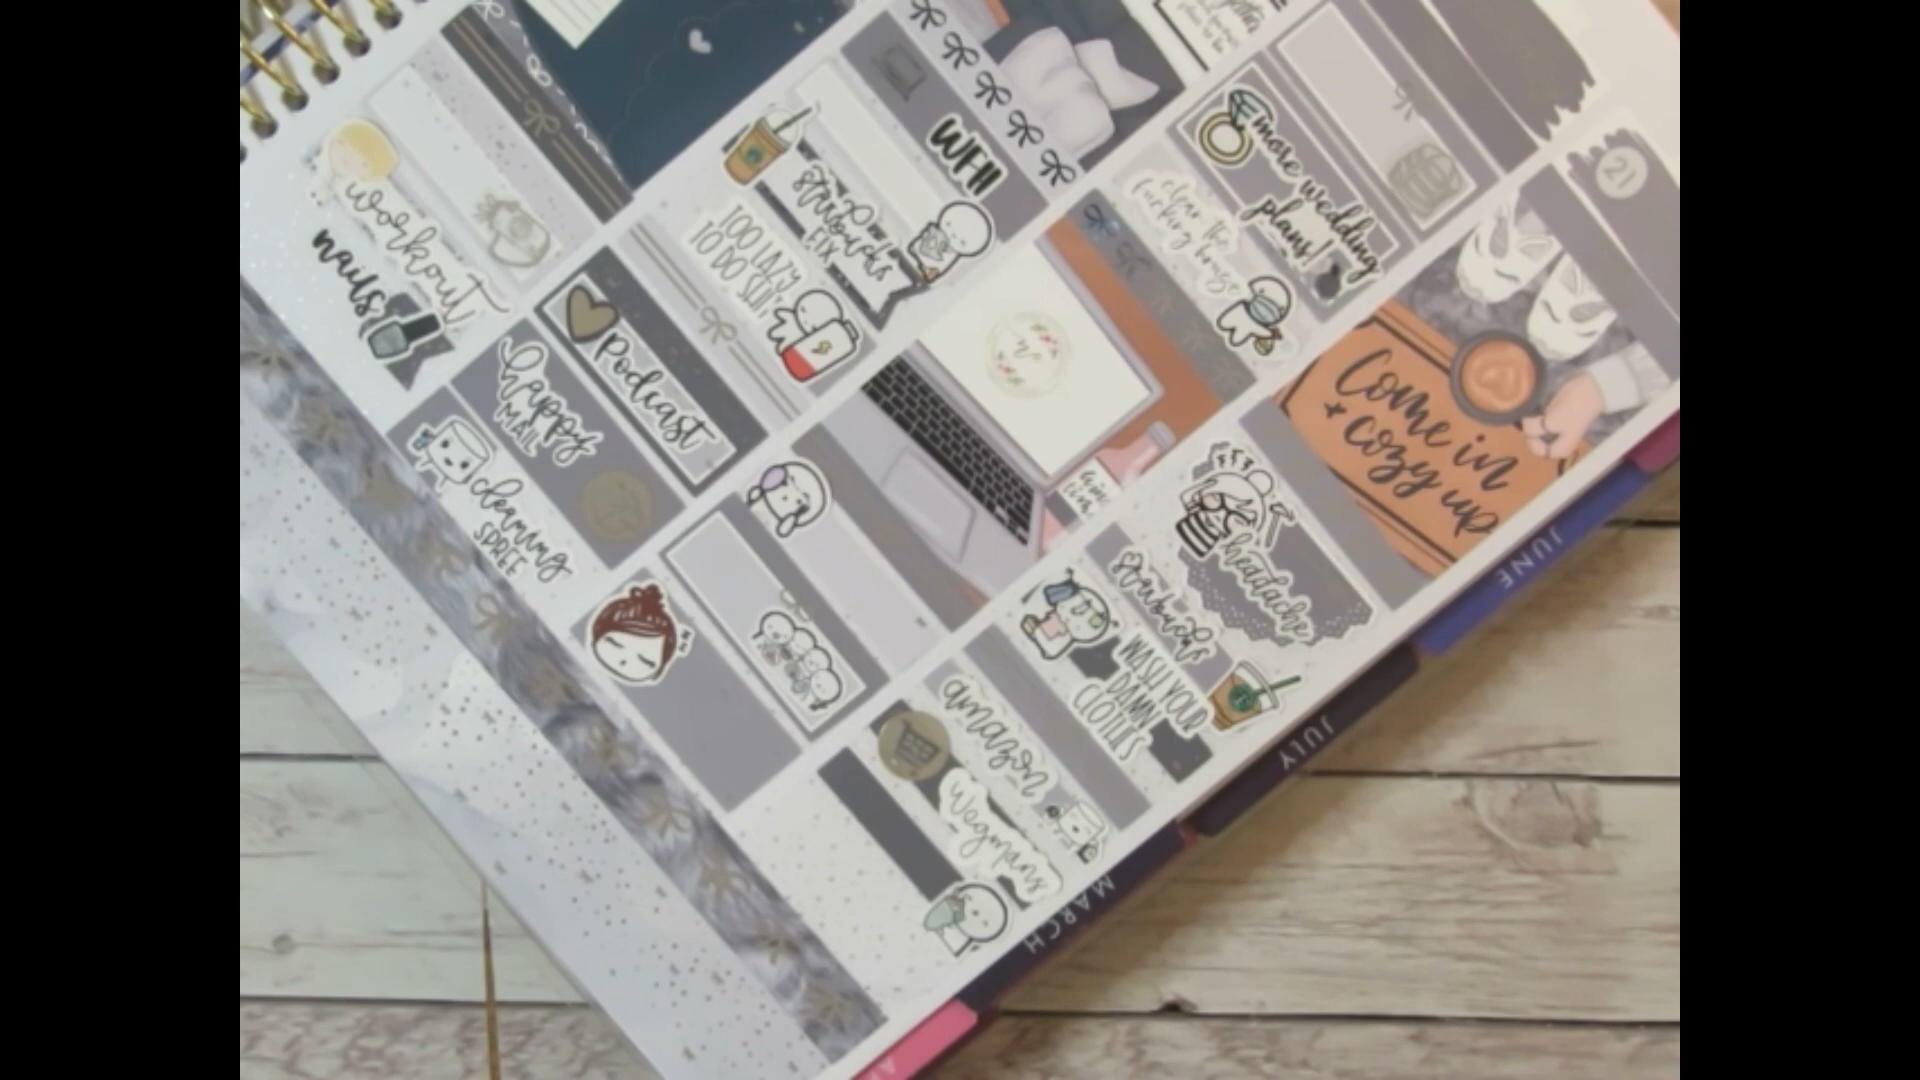 workout
nails
happy
MAIL
cleaning
SPREE
Podcast
WFH
Starbucks
FIX
TOO LAZY
TO DO SHIT
more wedding
plans!
clean the
fucking house
21
Come in
+ cozy up
headache
Starbucks
WASH YOUR
DAMN
CLOTHES
amazon
Wegmans
JUNE
JULY
MARCH